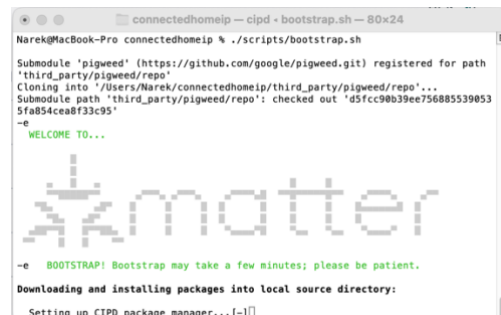 connectedhomeip — cipd ‹ bootstrap.sh — 80×24
Narek@MacBook-Pro connectedhomeip % ./scripts/bootstrap.sh
Submodule 'pigweed' (https://github.com/google/pigweed.git) registered for path
'third_party/pigweed/repo'
Cloning into '/Users/Narek/connectedhomeip/third_party/pigweed/repo'...
Submodule path 'third_party/pigweed/repo': checked out 'd5fcc90b39ee756885539053
5fa854cea8f33c95'
-e
WELCOME TO...
matter
-e BOOTSTRAP! Bootstrap may take a few minutes; please be patient.
Downloading and installing packages into local source directory:
Setting up CIPD package manager...[-]